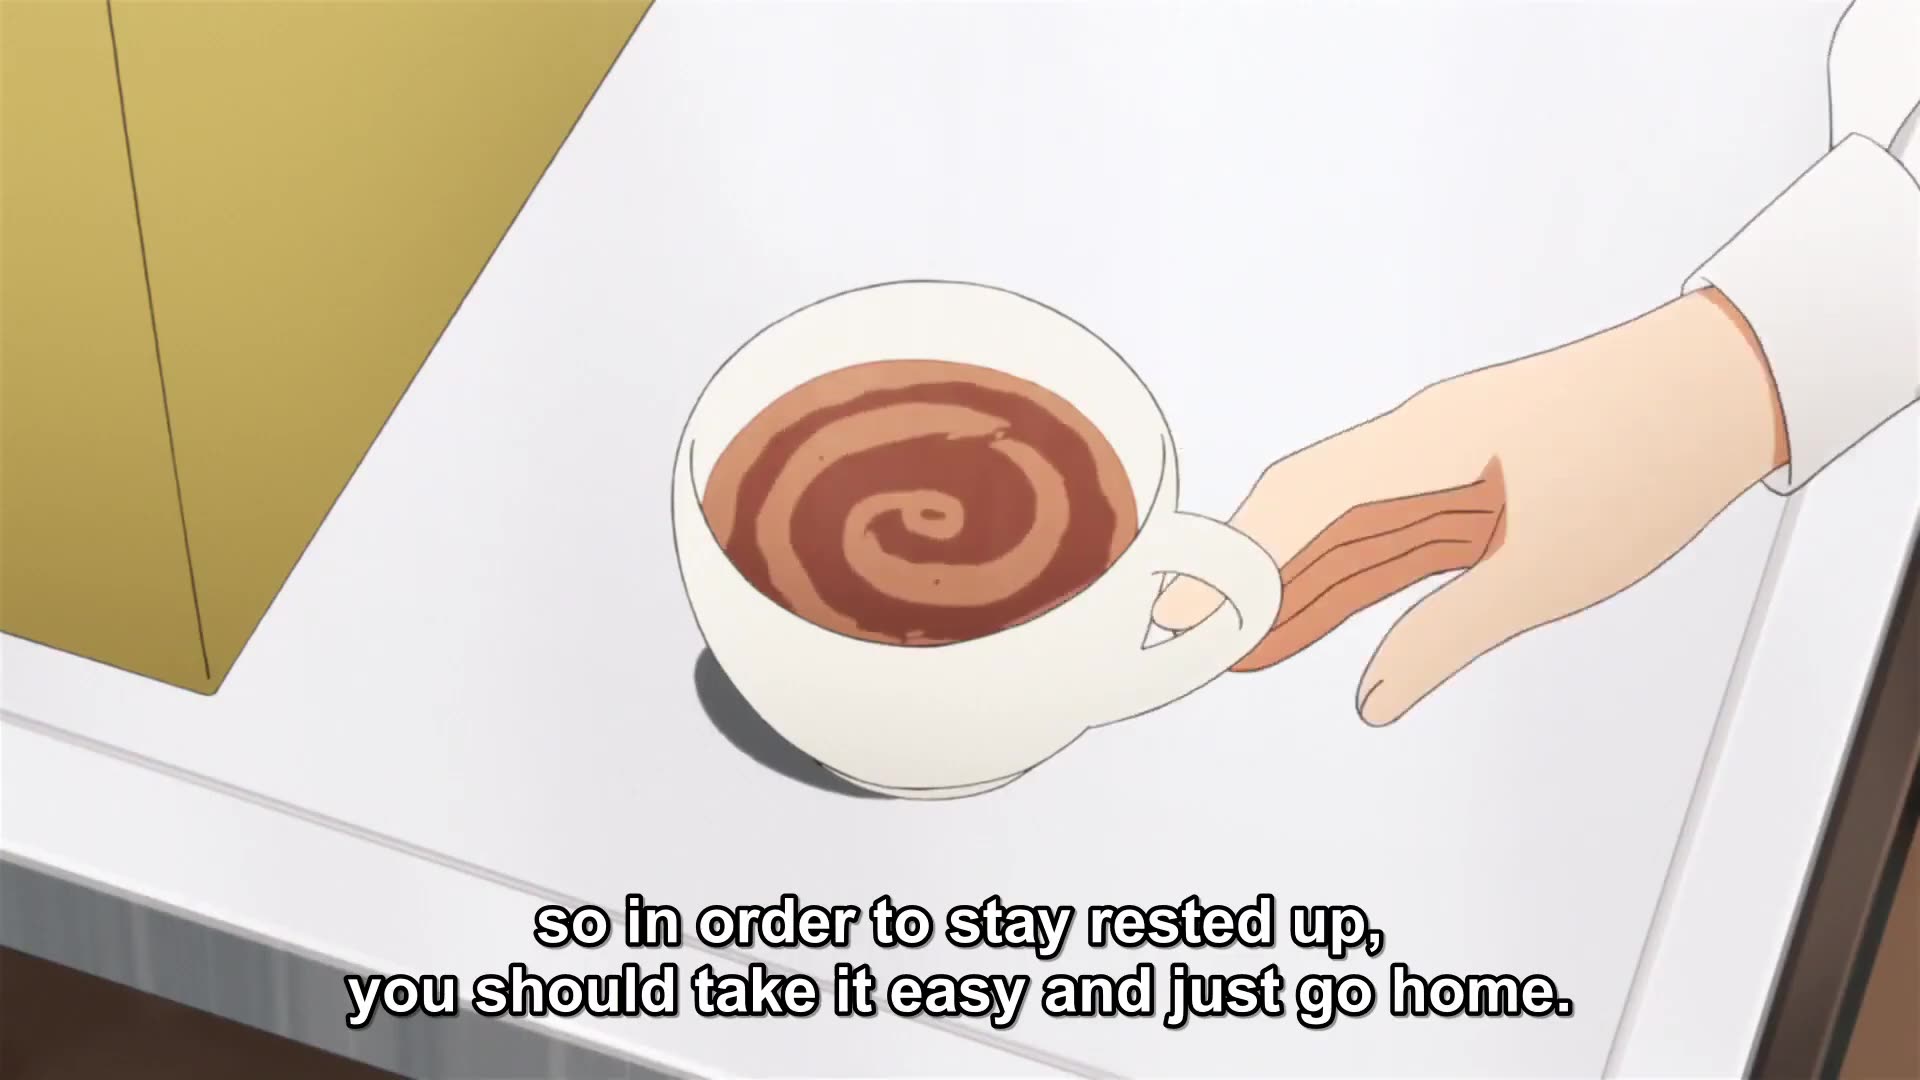 so in order to stay rested up,
you should take it easy and just go home.